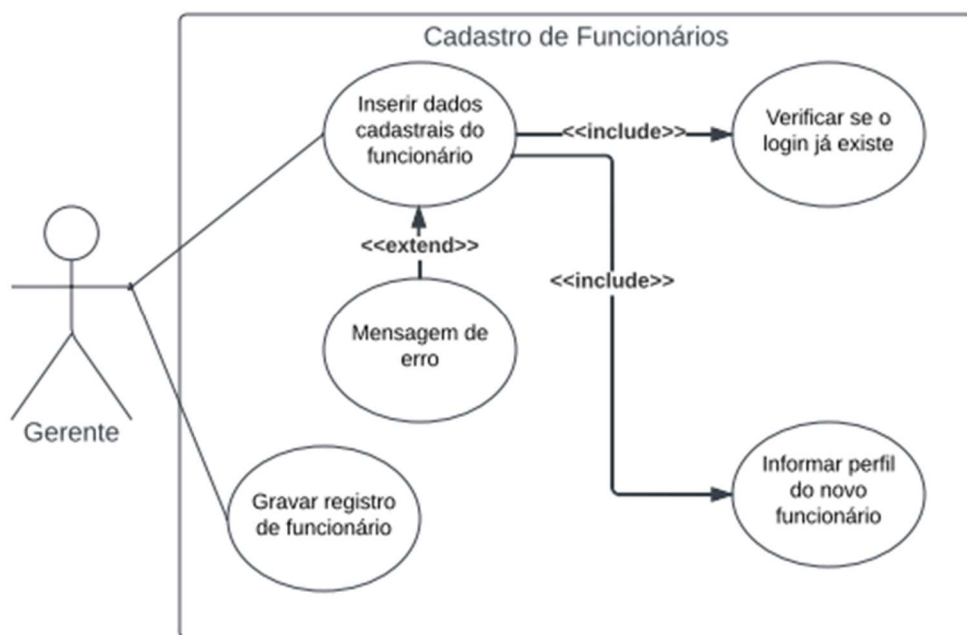 Cadastro de Funcionários
Inserir dados
cadastrais do
funcionário
<<include>>
Verificar se o
login já existe
<<extend>>
<<include>>
Mensagem de
erro
Gerente
Gravar registro
de funcionário
Informar perfil
do novo
funcionário